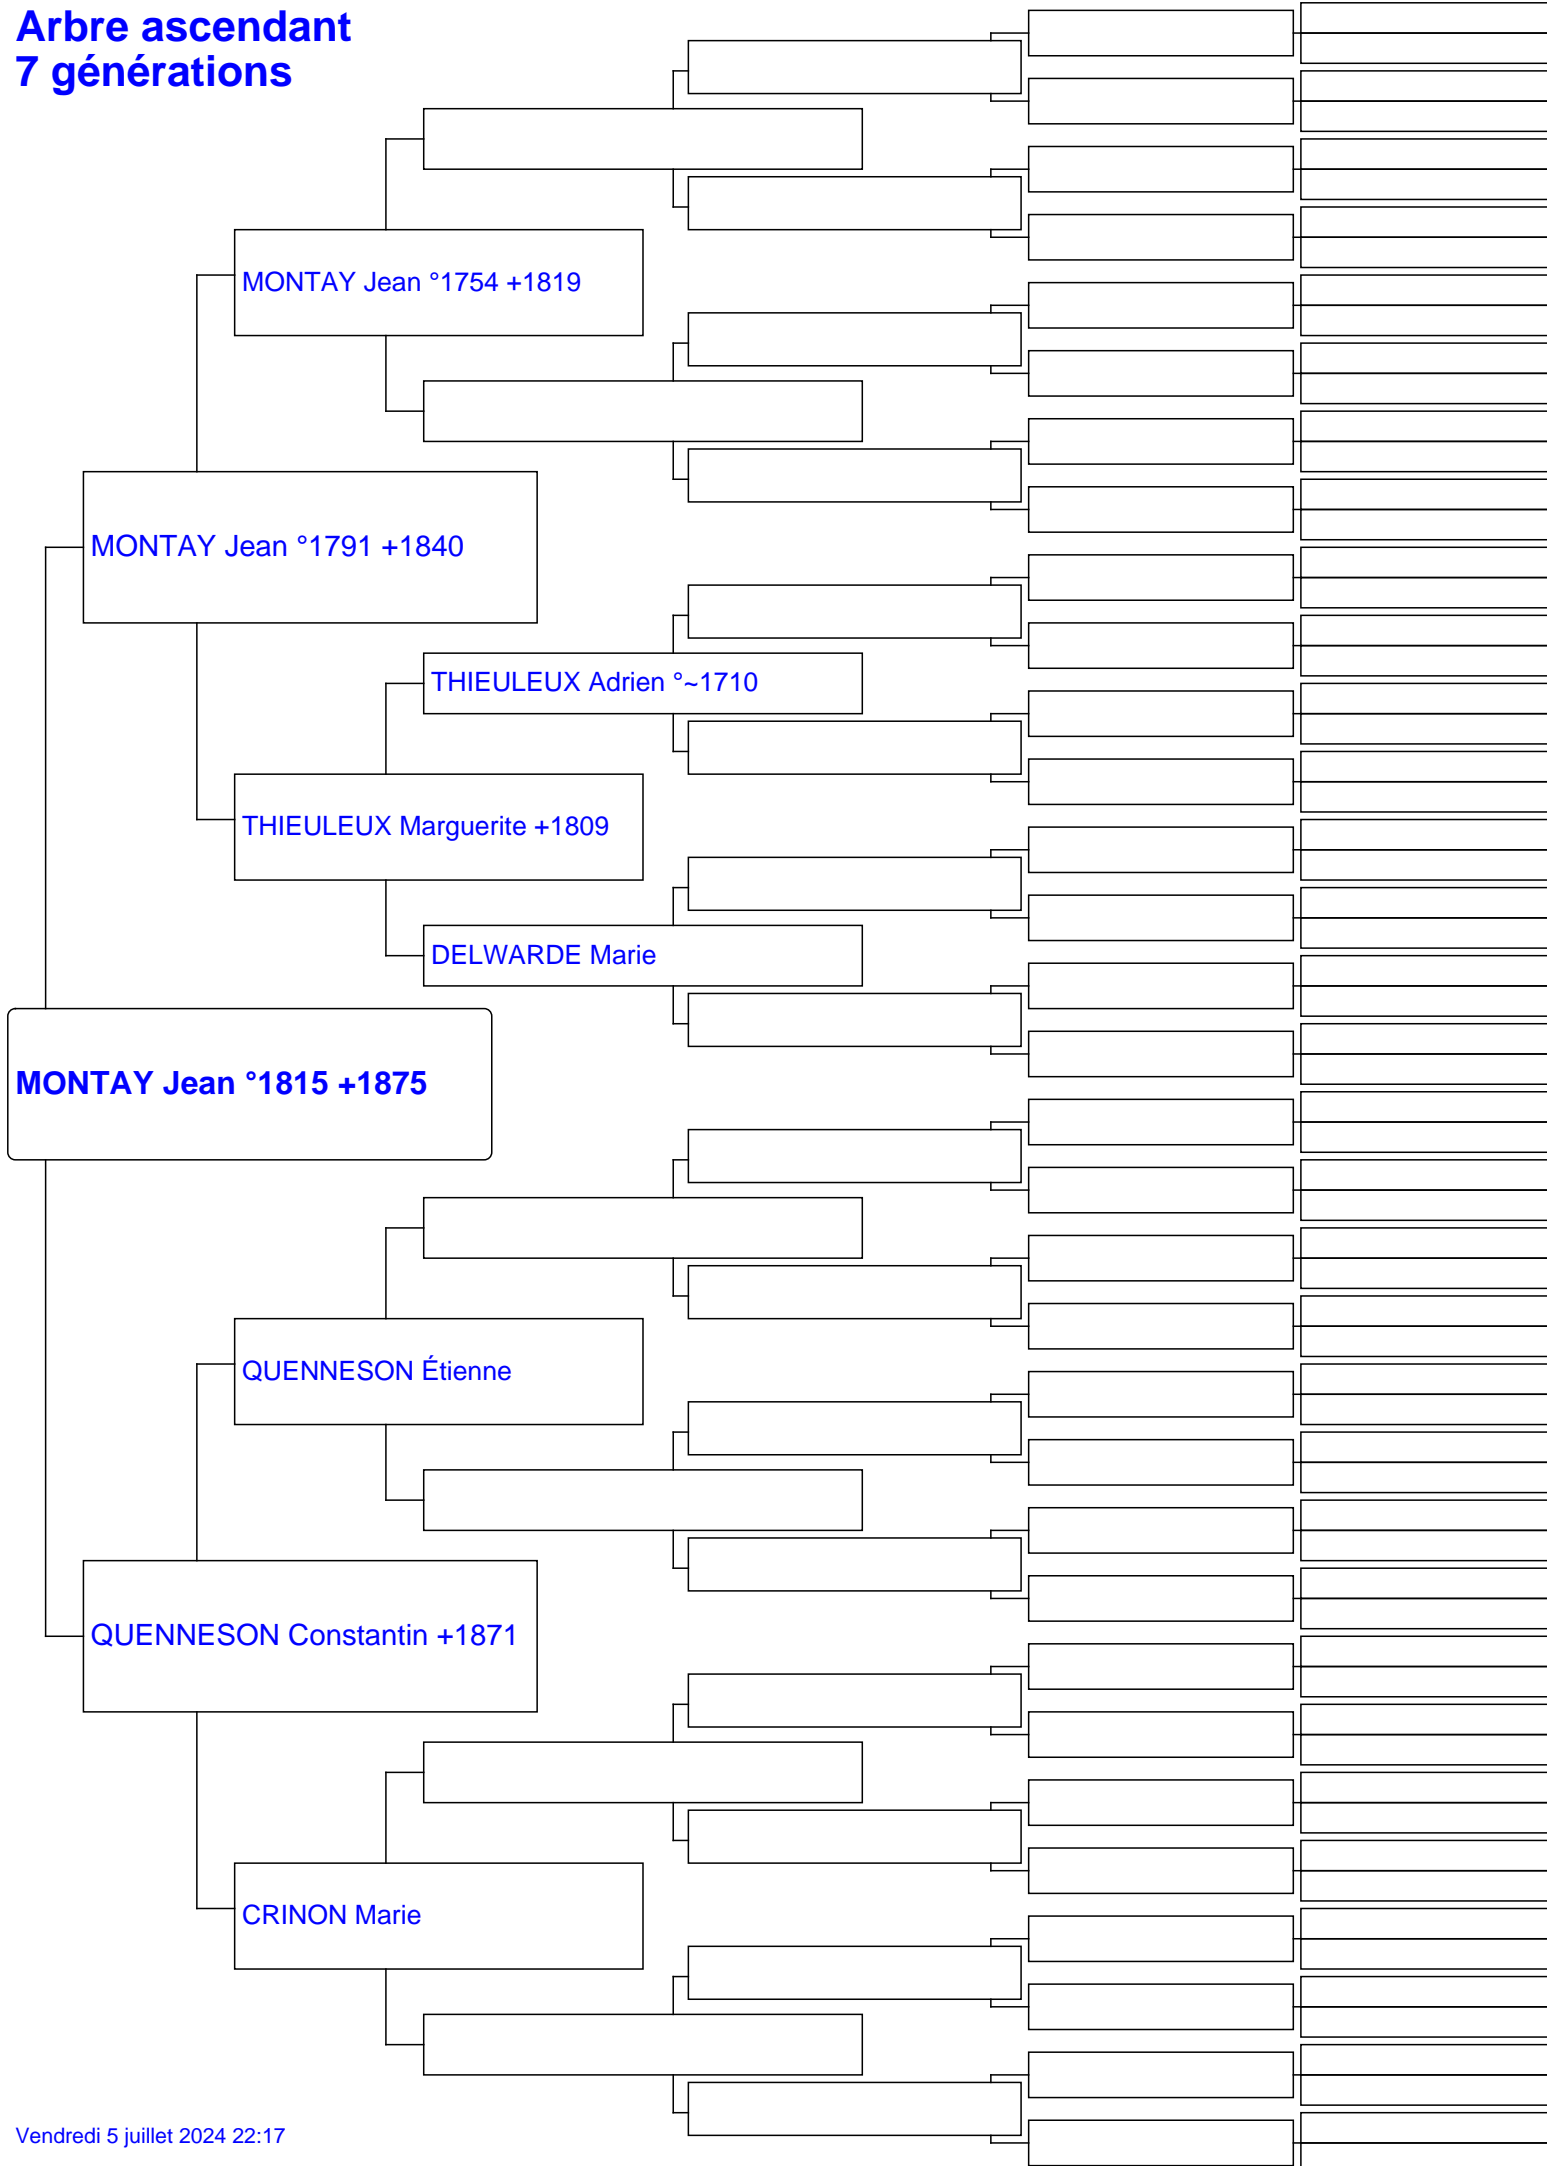 Arbre ascendant
7 générations
MONTAY Jean °1754 +1819
MONTAY Jean °1791 +1840
THIEULEUX Adrien °~1710
THIEULEUX Marguerite +1809
DELWARDE Marie
MONTAY Jean °1815 +1875
QUENNESON Étienne
QUENNESON Constantin +1871
CRINON Marie
Vendredi 5 juillet 2024 22:17